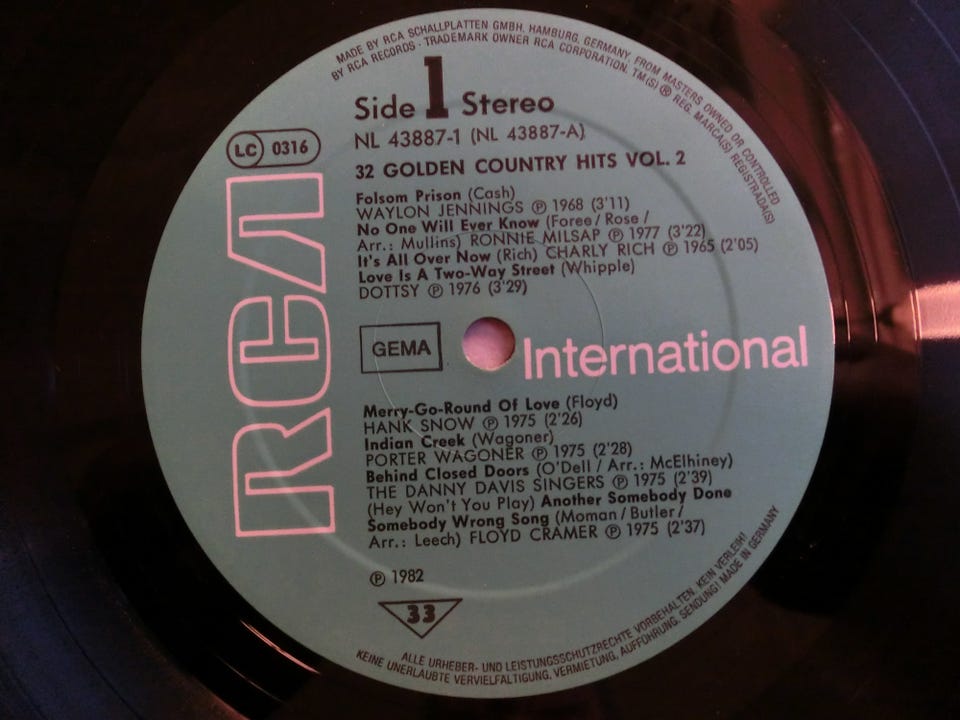 MADE BY RCA SCHALLPLATTEN GMBH, HAMBURG, GERMANY, FROM MASTERS OWNED OR CONTROLLED
BY RCA RECORDS · TRADEMARK OWNER RCA CORPORATION. TM(S) ® REG. MARCA(S) REGISTRADA(S)
Side 1 Stereo
NL 43887-1 (NL 43887-A)
LC 0316
32 GOLDEN COUNTRY HITS VOL. 2
RCA
Folsom Prison (Cash)
WAYLON JENNINGS ℗ 1968 (3'11)
No One Will Ever Know (Foree/Rose/
Arr.: Mullins) RONNIE MILSAP ℗ 1977 (3'22)
It's All Over Now (Rich) CHARLY RICH ℗ 1965 (2'05)
Love Is A Two-Way Street (Whipple)
DOTTSY ℗ 1976 (3'29)
GEMA
International
Merry-Go-Round Of Love (Floyd)
HANK SNOW ℗ 1975 (2'26)
Indian Creek (Wagoner)
PORTER WAGONER ℗ 1975 (2'28)
Behind Closed Doors (O'Dell/Arr.: McElhiney)
THE DANNY DAVIS SINGERS ℗ 1975 (2'39)
(Hey Won't You Play) Another Somebody Done
Somebody Wrong Song (Moman/Butler/
Arr.: Leech) FLOYD CRAMER ℗ 1975 (2'37)
℗ 1982
33
ALLE URHEBER- UND LEISTUNGSSCHUTZRECHTE VORBEHALTEN. KEIN VERLEIH!
KEINE UNERLAUBTE VERVIELFÄLTIGUNG, VERMIETUNG, AUFFÜHRUNG, SENDUNG! MADE IN GERMANY